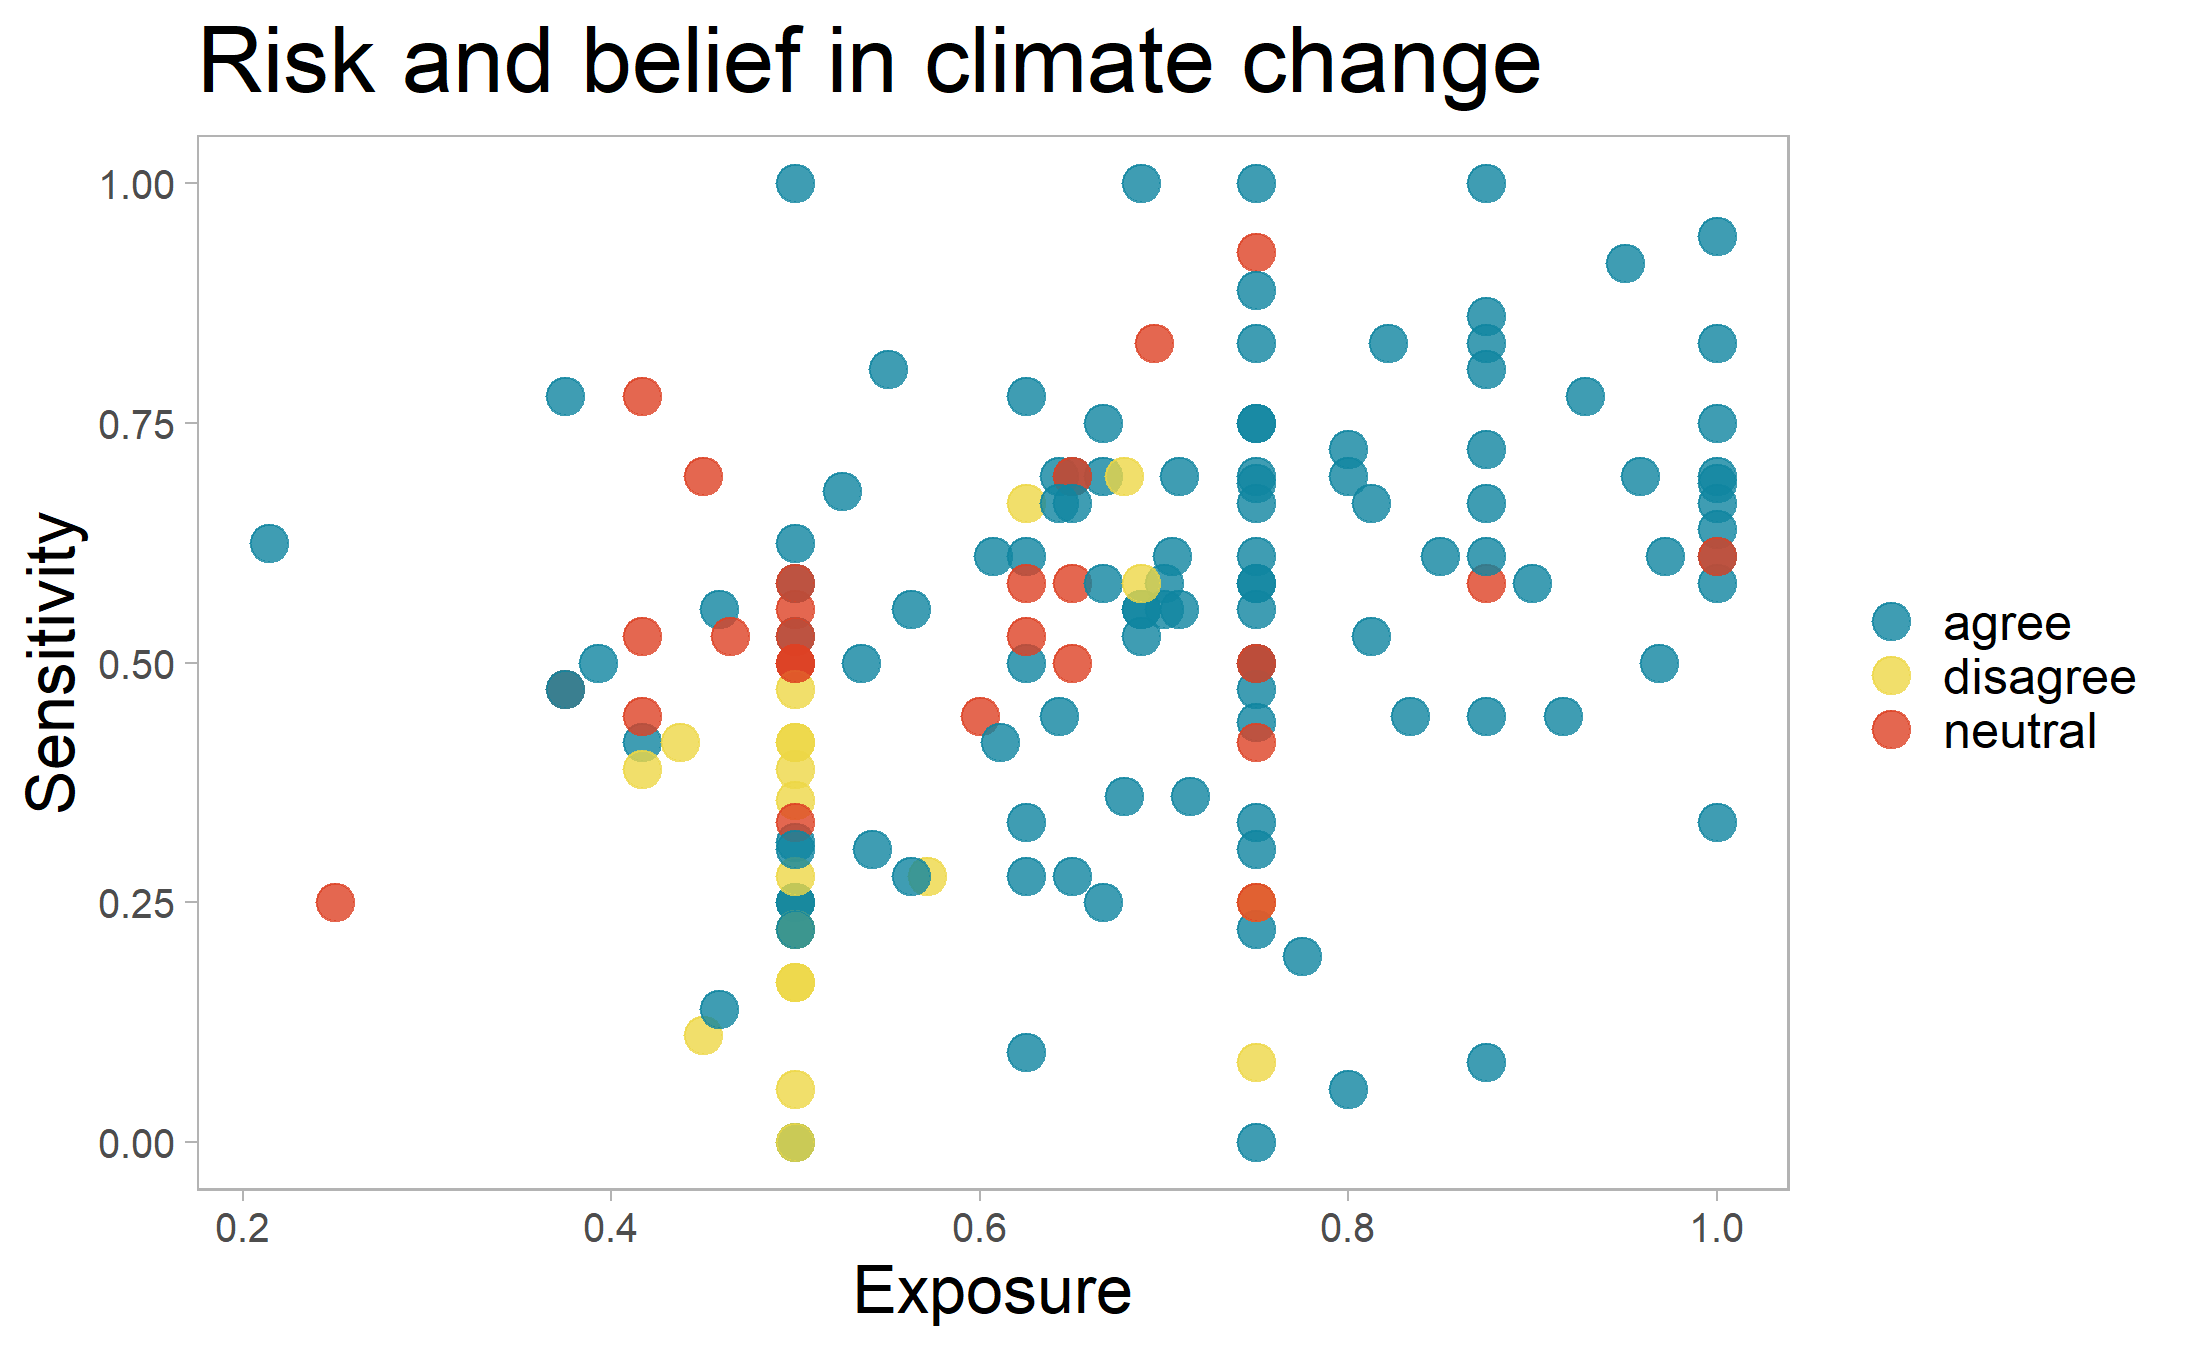 Risk and belief in climate change
Sensitivity
1.00
0.75
0.50
0.25
0.00
0.2 0.4 0.6 0.8 1.0
Exposure
agree
disagree
neutral